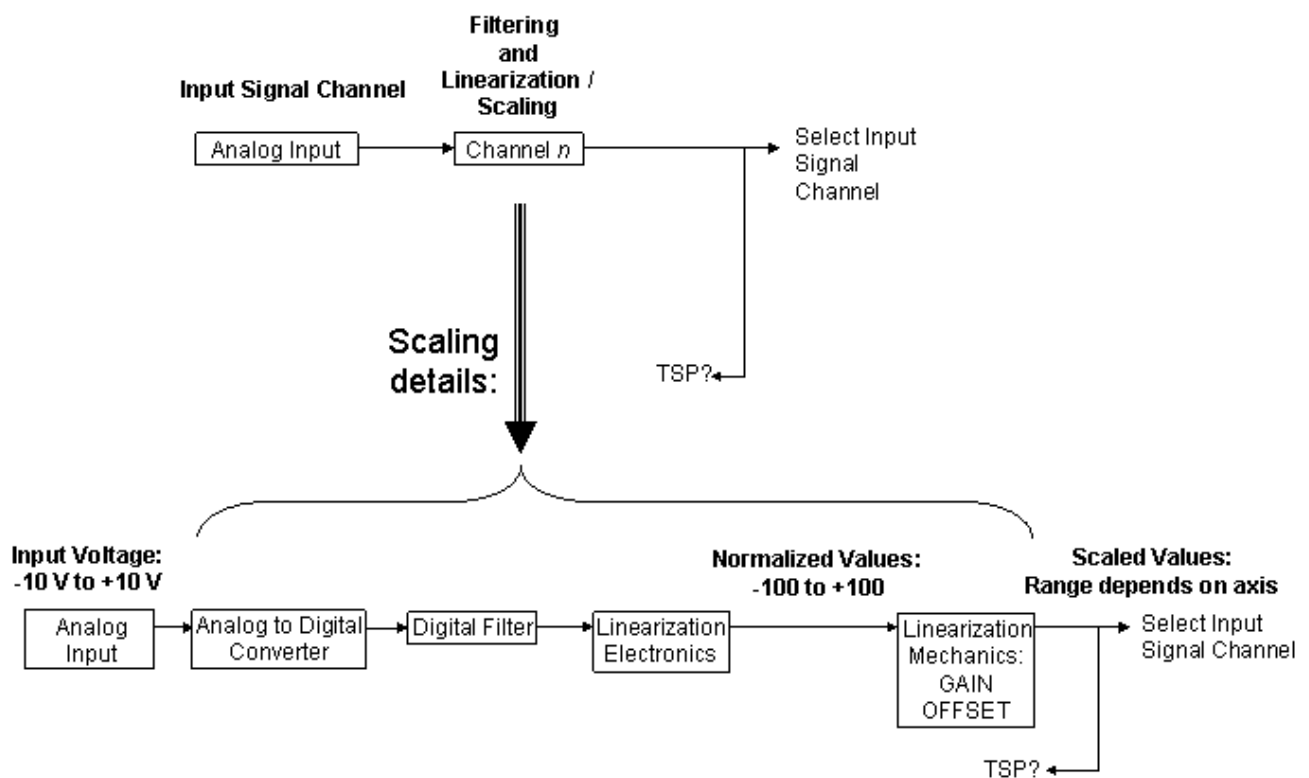 Filtering
and
Linearization /
Scaling
Input Signal Channel
Analog Input
Channel n
Select Input
Signal
Channel
TSP?
Scaling
details:
Input Voltage:
-10 V to +10 V
Normalized Values:
-100 to +100
Scaled Values:
Range depends on axis
Analog
Input
Analog to Digital
Converter
Digital Filter
Linearization
Electronics
Linearization
Mechanics:
GAIN
OFFSET
Select Input
Signal Channel
TSP?